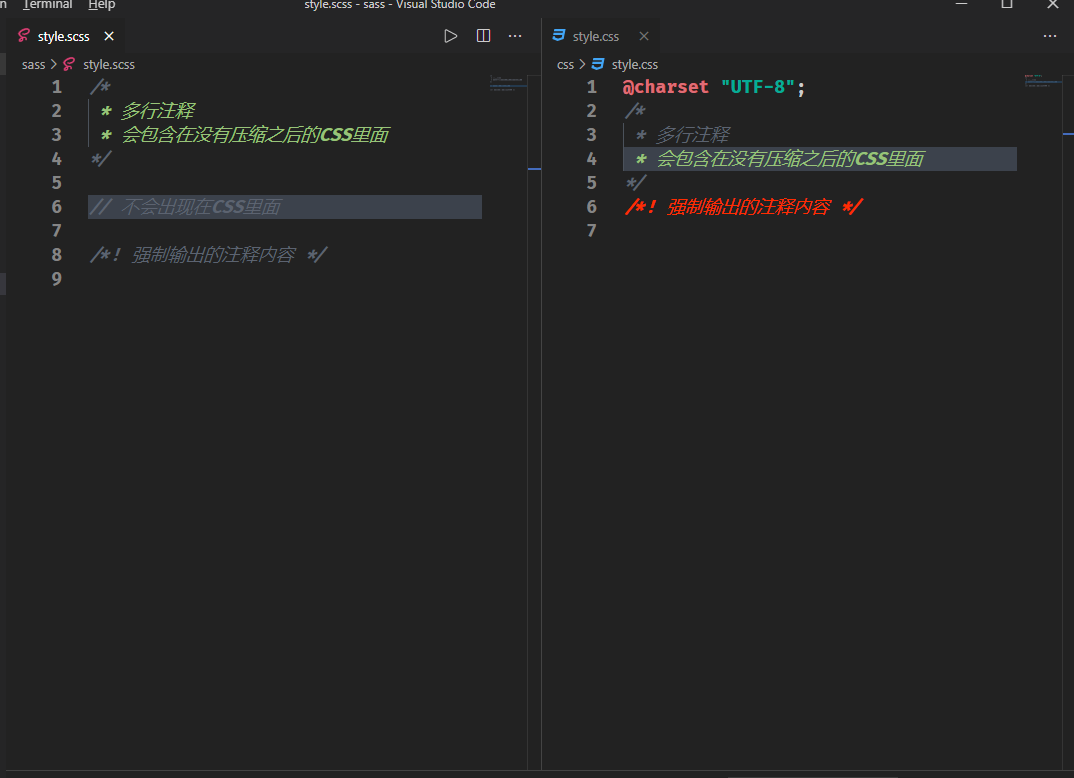 Terminal Help style.scss - sass - Visual Studio Code
style.scss
sass > style.scss
1 /*
2 * 多行注释
3 * 会包含在没有压缩之后的CSS里面
4 */
5
6 // 不会出现在CSS里面
7
8 /*! 强制输出的注释内容 */
9
style.css
css > style.css
1 @charset "UTF-8";
2 /*
3 * 多行注释
4 * 会包含在没有压缩之后的CSS里面
5 */
6 /*! 强制输出的注释内容 */
7